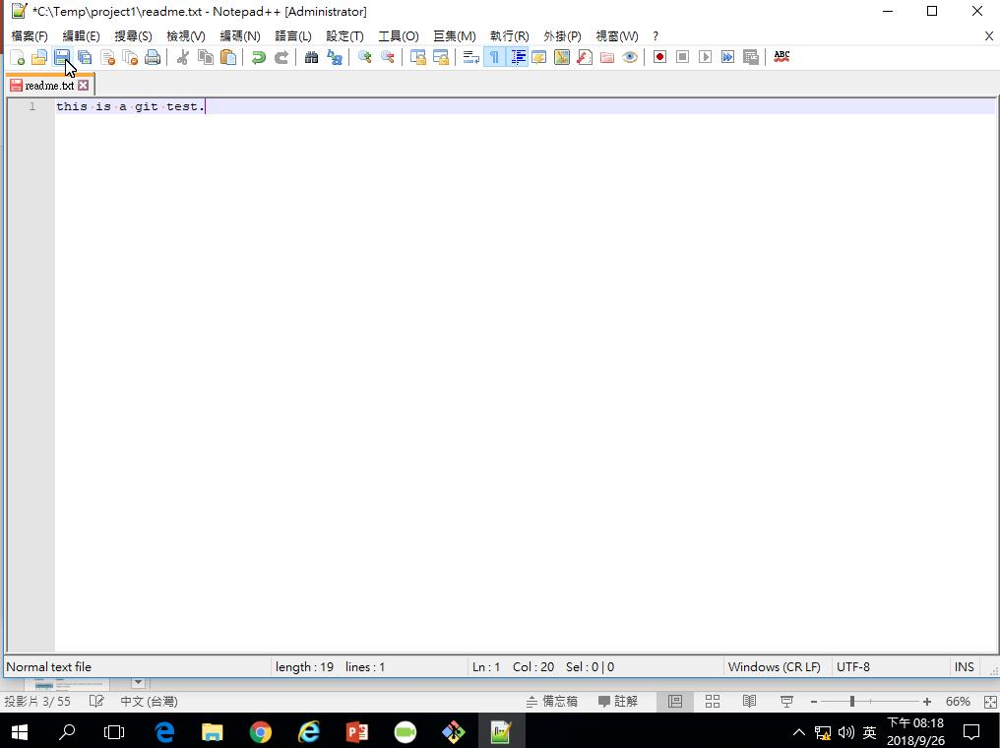 *C:\Temp\project1\readme.txt - Notepad++ [Administrator]
檔案(F) 編輯(E) 搜尋(S) 檢視(V) 編碼(N) 語言(L) 設定(T) 工具(O) 巨集(M) 執行(R) 外掛(P) 視窗(W) ? X
ABC
readme.txt
1 this is a git test.
Normal text file length : 19 lines : 1 Ln : 1 Col : 20 Sel : 0 | 0 Windows (CR LF) UTF-8 INS
投影片 3/ 55 中文 (台灣) 備忘稿 註解 66%
英 下午 08:18
2018/9/26